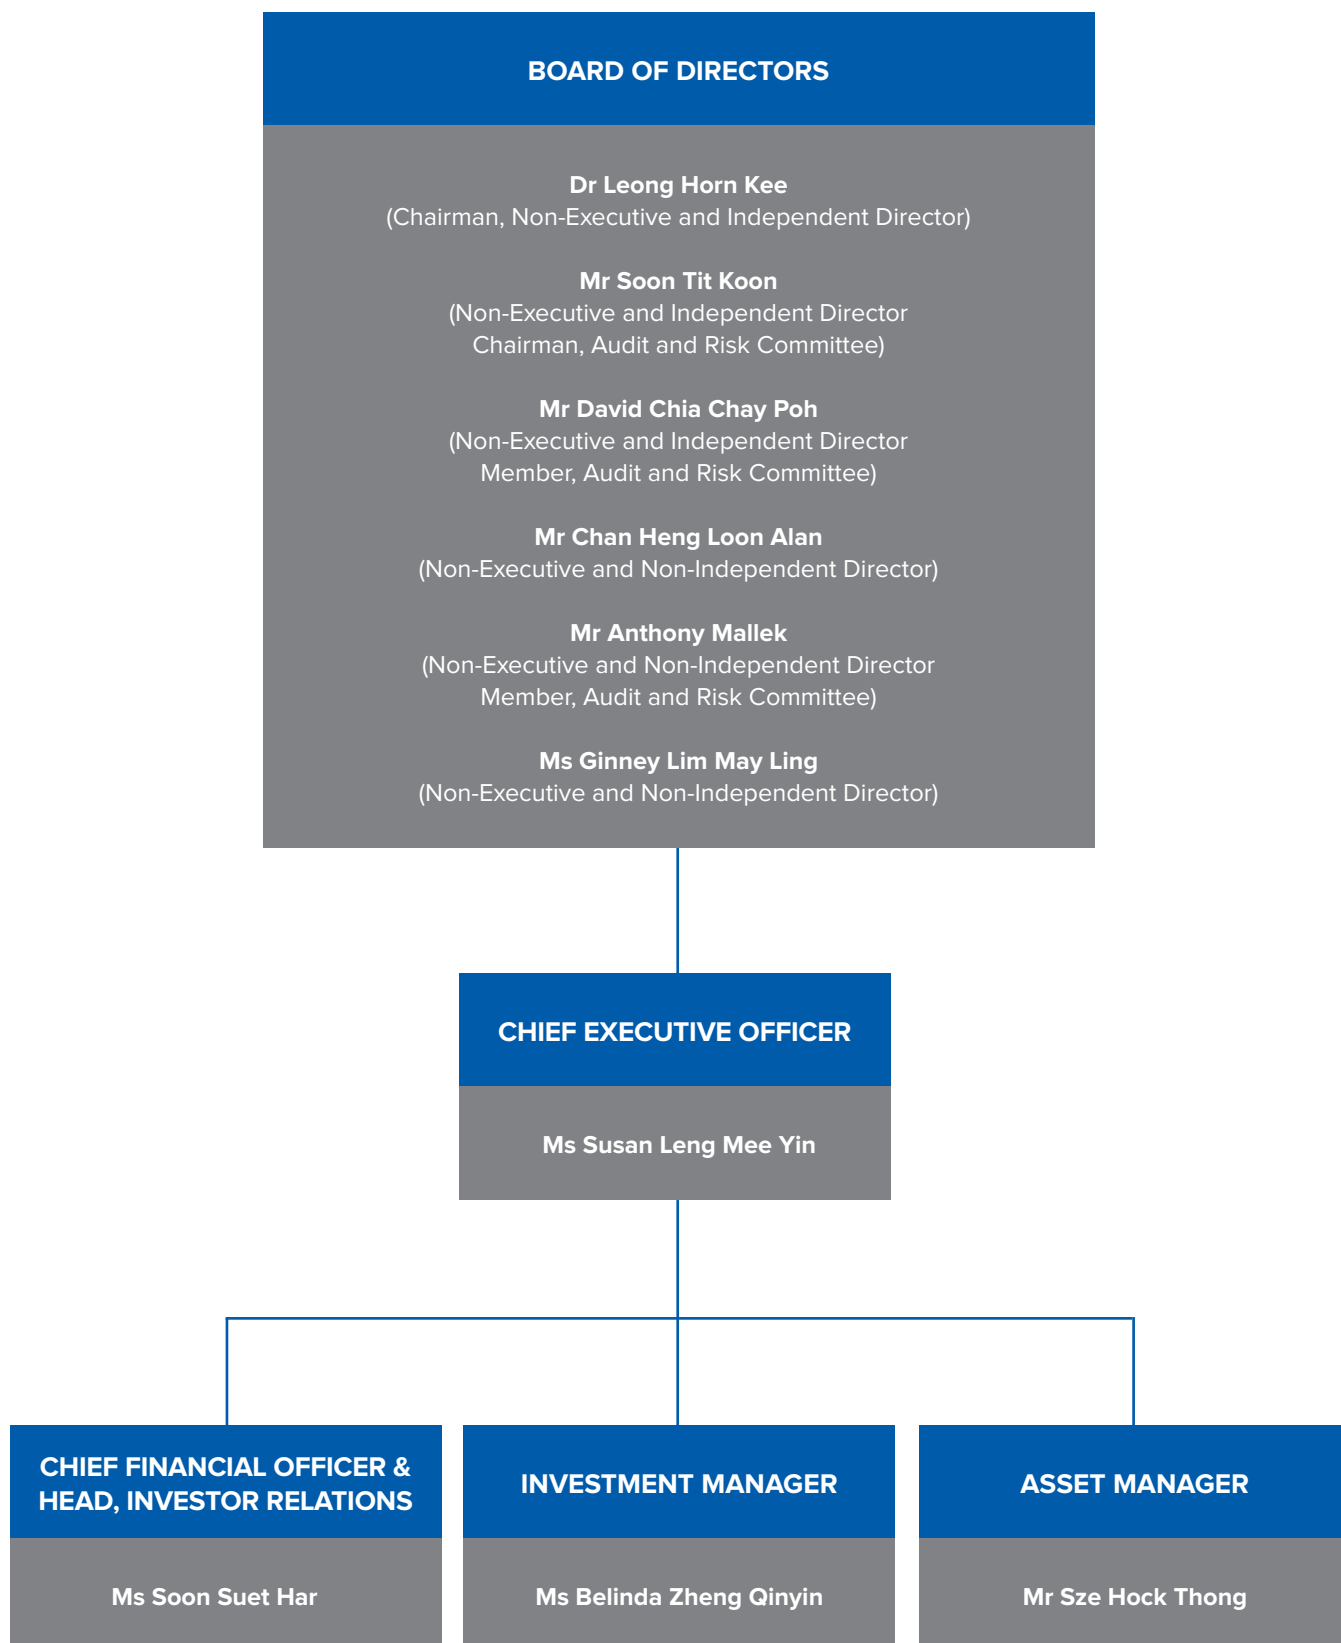 BOARD OF DIRECTORS
Dr Leong Horn Kee
(Chairman, Non-Executive and Independent Director)
Mr Soon Tit Koon
(Non-Executive and Independent Director
Chairman, Audit and Risk Committee)
Mr David Chia Chay Poh
(Non-Executive and Independent Director
Member, Audit and Risk Committee)
Mr Chan Heng Loon Alan
(Non-Executive and Non-Independent Director)
Mr Anthony Mallek
(Non-Executive and Non-Independent Director
Member, Audit and Risk Committee)
Ms Ginney Lim May Ling
(Non-Executive and Non-Independent Director)
CHIEF EXECUTIVE OFFICER
Ms Susan Leng Mee Yin
CHIEF FINANCIAL OFFICER &
HEAD, INVESTOR RELATIONS
Ms Soon Suet Har
INVESTMENT MANAGER
Ms Belinda Zheng Qinyin
ASSET MANAGER
Mr Sze Hock Thong